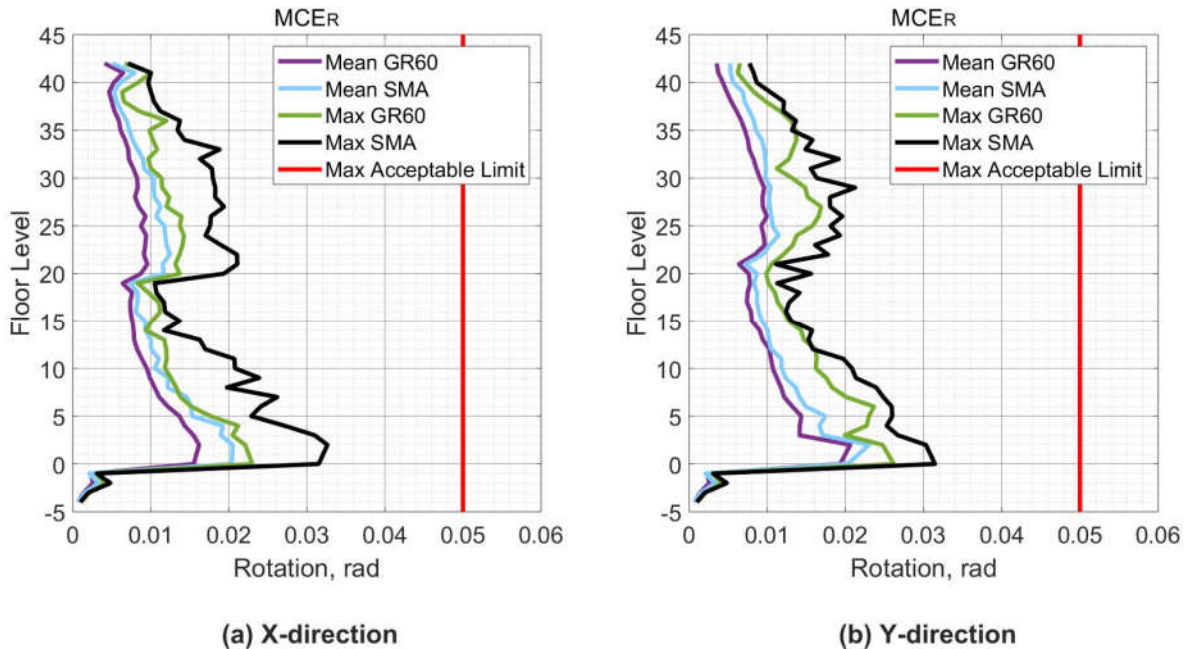 MCER
45
40
35
30
25
20
15
10
5
0
-5
Floor Level
Mean GR60
Mean SMA
Max GR60
Max SMA
Max Acceptable Limit
0 0.01 0.02 0.03 0.04 0.05 0.06
Rotation, rad
(a) X-direction
MCER
45
40
35
30
25
20
15
10
5
0
-5
Floor Level
Mean GR60
Mean SMA
Max GR60
Max SMA
Max Acceptable Limit
0 0.01 0.02 0.03 0.04 0.05 0.06
Rotation, rad
(b) Y-direction